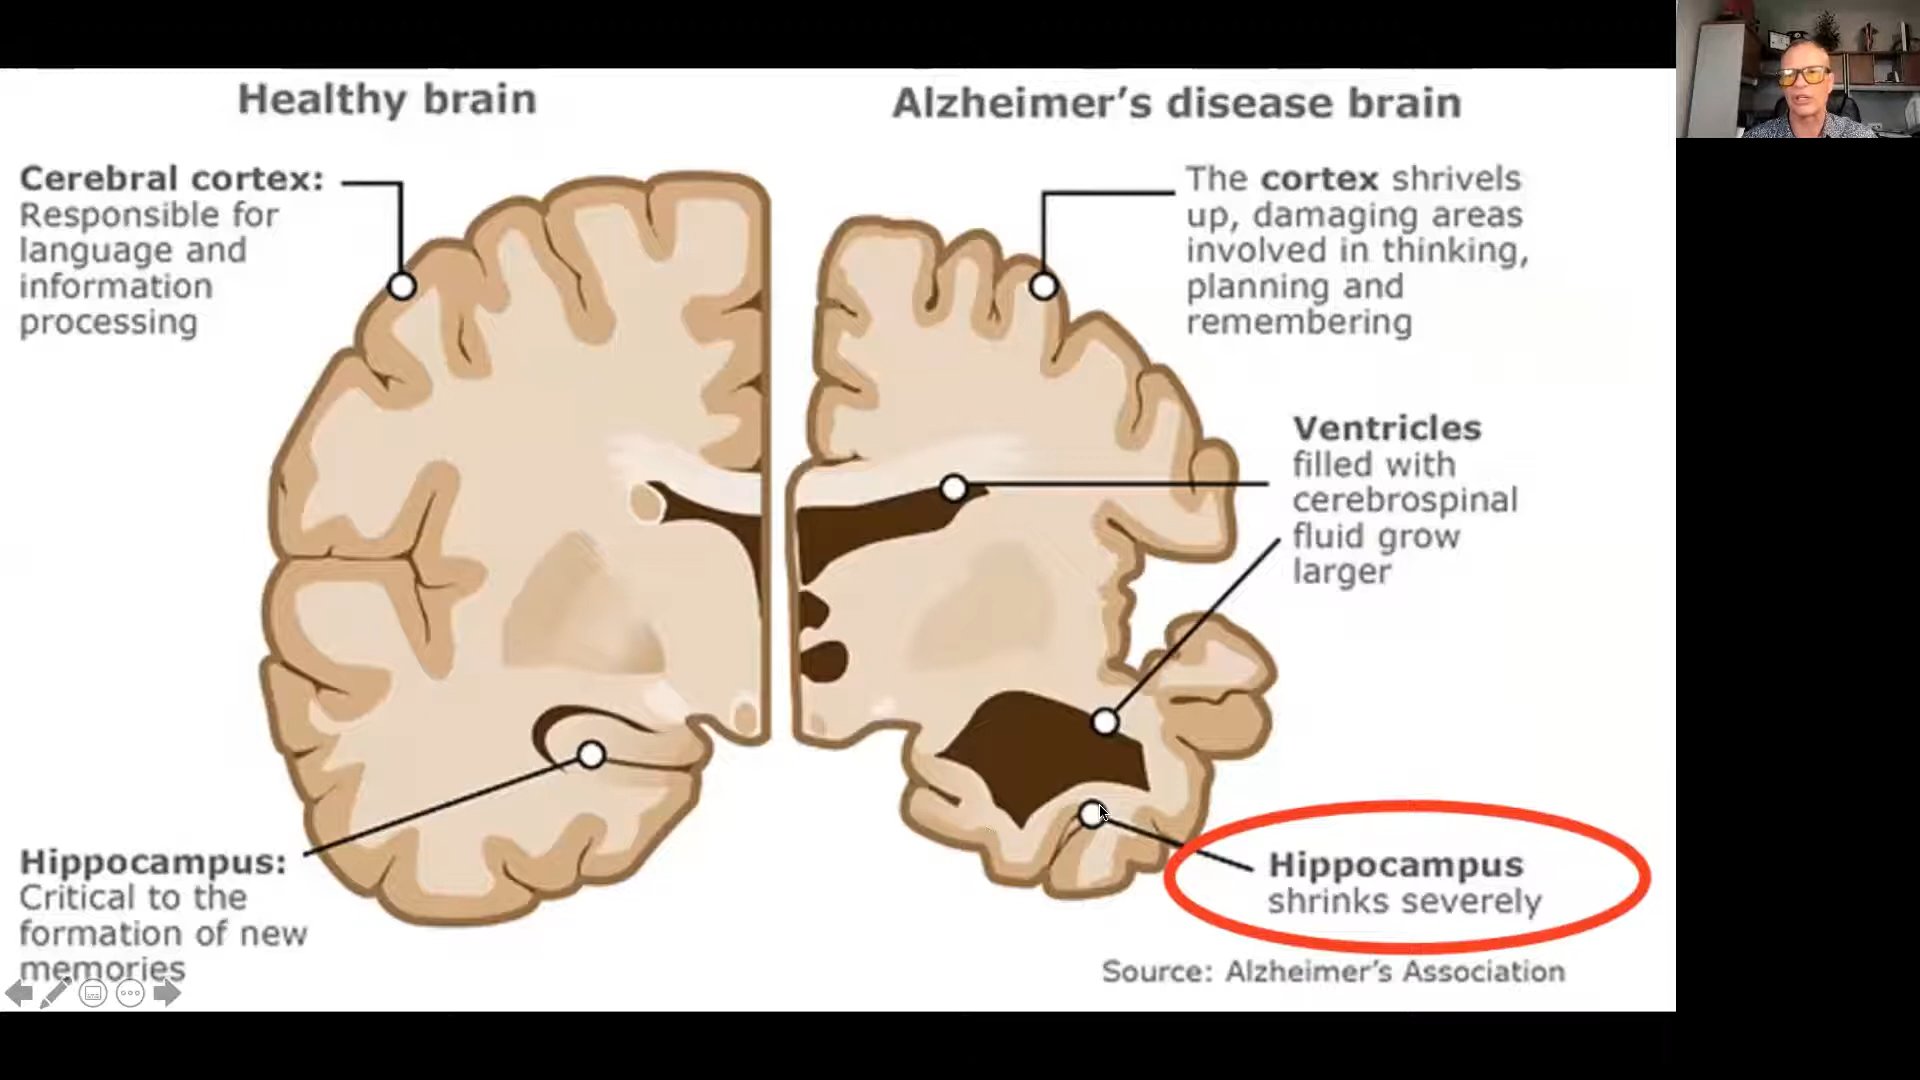 Healthy brain
Alzheimer's disease brain
Cerebral cortex:
Responsible for
language and
information
processing
The cortex shrivels
up, damaging areas
involved in thinking,
planning and
remembering
Ventricles
filled with
cerebrospinal
fluid grow
larger
Hippocampus:
Critical to the
formation of new
memories
Hippocampus
shrinks severely
Source: Alzheimer's Association